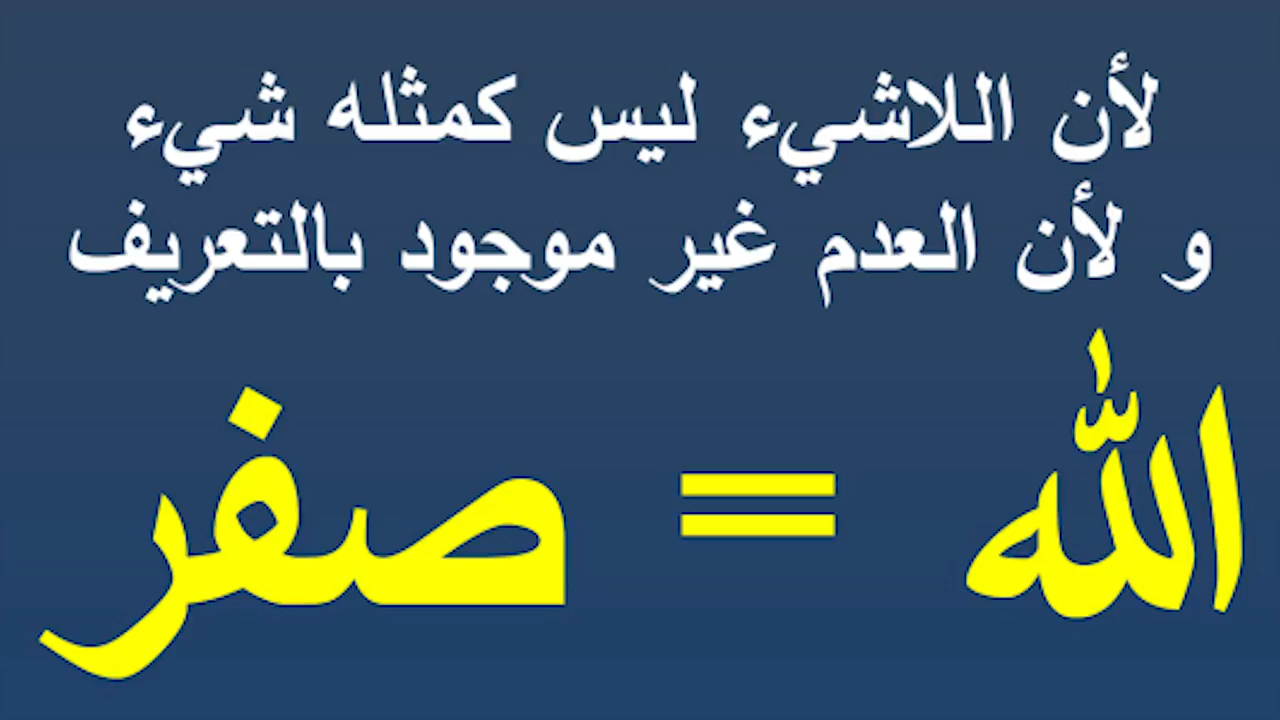 لأن اللاشيء ليس كمثله شيء
و لأن العدم غير موجود بالتعريف
الله = صفر